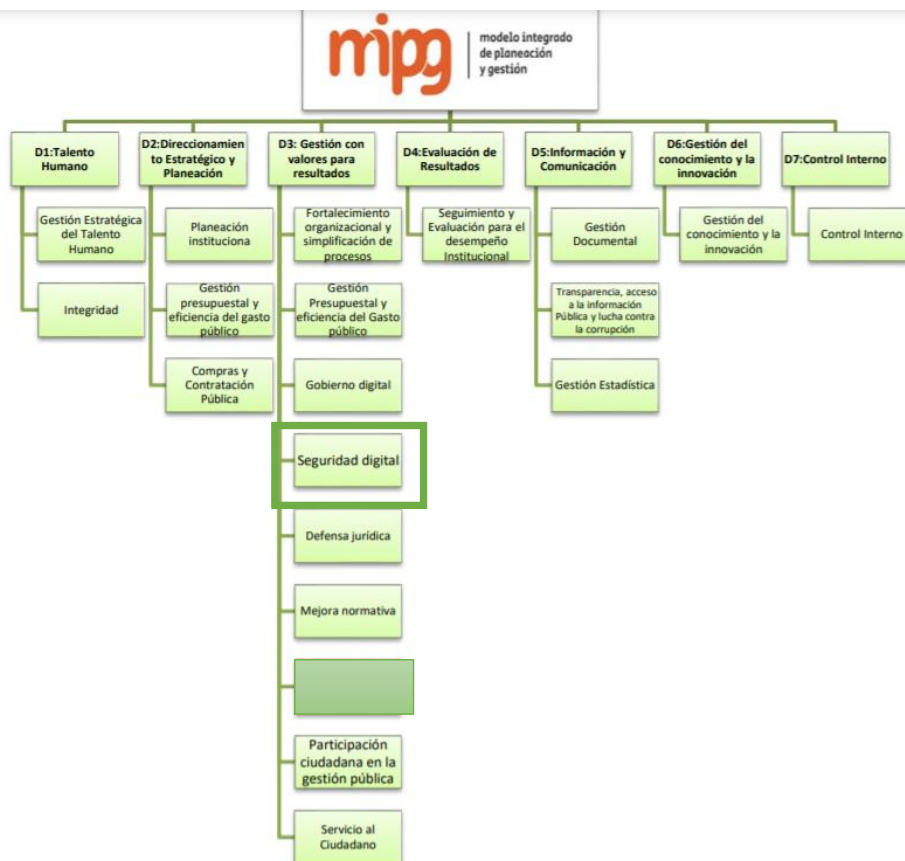 mipg
modelo integrado
de planeación
y gestión
D1:Talento
Humano
D2:Direccionamien
to Estratégico y
Planeación
D3: Gestión con
valores para
resultados
D4:Evaluación de
Resultados
D5:Información y
Comunicación
D6:Gestión del
conocimiento y la
innovación
D7:Control Interno
Gestión Estratégica
del Talento
Humano
Integridad
Planeación
instituciona
Gestión
presupuestal y
eficiencia del gasto
público
Compras y
Contratación
Pública
Fortalecimiento
organizacional y
simplificación de
procesos
Gestión
Presupuestal y
eficiencia del Gasto
público
Gobierno digital
Seguridad digital
Defensa jurídica
Mejora normativa
Participación
ciudadana en la
gestión pública
Servicio al
Ciudadano
Seguimiento y
Evaluación para el
desempeño
Institucional
Gestión
Documental
Transparencia, acceso
a la información
Pública y lucha contra
la corrupción
Gestión Estadística
Gestión del
conocimiento y la
innovación
Control Interno